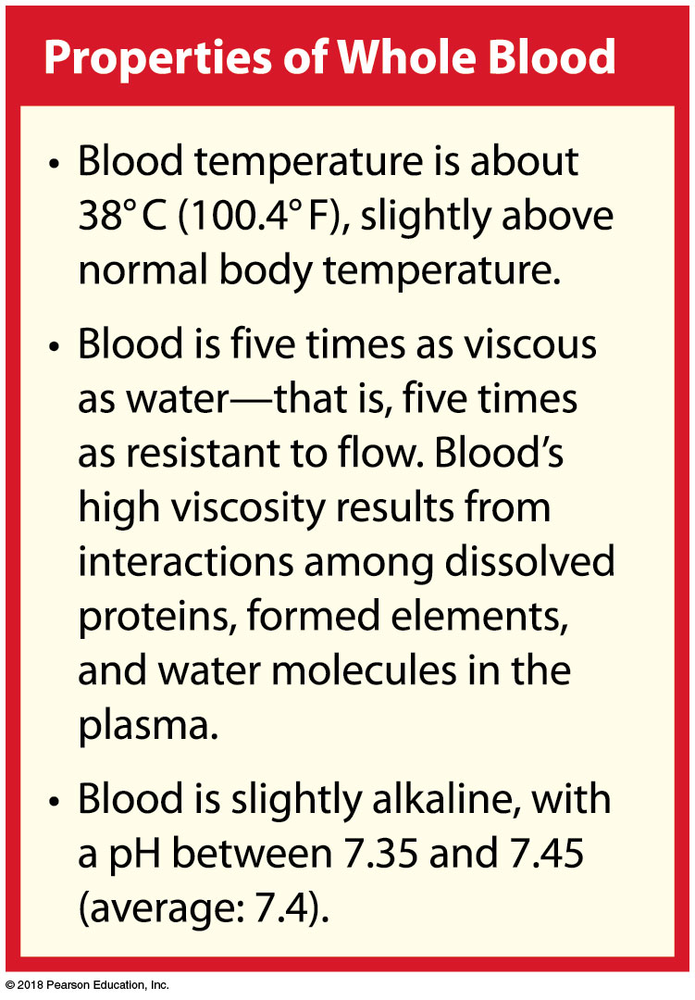 Properties of Whole Blood
• Blood temperature is about
38° C (100.4° F), slightly above
normal body temperature.
• Blood is five times as viscous
as water—that is, five times
as resistant to flow. Blood’s
high viscosity results from
interactions among dissolved
proteins, formed elements,
and water molecules in the
plasma.
• Blood is slightly alkaline, with
a pH between 7.35 and 7.45
(average: 7.4).
© 2018 Pearson Education, Inc.